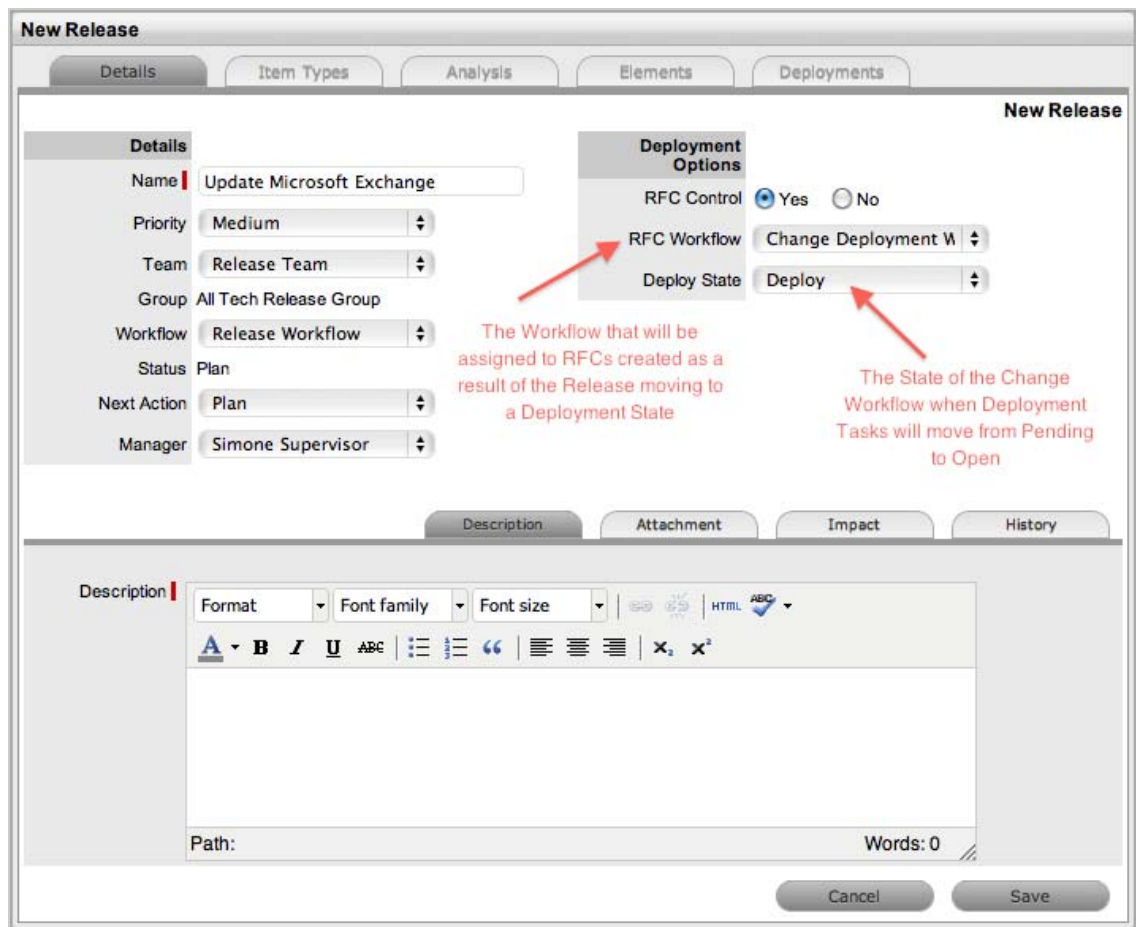 New Release
Details
Item Types
Analysis
Elements
Deployments
New Release
Details
Name Update Microsoft Exchange
Priority Medium
Team Release Team
Group All Tech Release Group
Workflow Release Workflow
Status Plan
Next Action Plan
Manager Simone Supervisor
Deployment
Options
RFC Control Yes No
RFC Workflow Change Deployment W
Deploy State Deploy
The Workflow that will be
assigned to RFCs created as a
result of the Release moving to
a Deployment State
The State of the Change
Workflow when Deployment
Tasks will move from Pending
to Open
Description
Attachment
Impact
History
Description
Format Font family Font size HTML ABC
A B I U ABC x₂ x²
Path: Words: 0
Cancel
Save